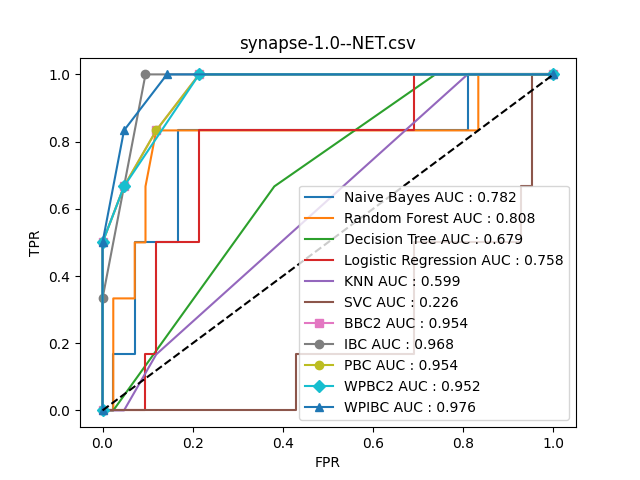 synapse-1.0--NET.csv
TPR
1.0
0.8
0.6
0.4
0.2
0.0
Naive Bayes AUC : 0.782
Random Forest AUC : 0.808
Decision Tree AUC : 0.679
Logistic Regression AUC : 0.758
KNN AUC : 0.599
SVC AUC : 0.226
BBC2 AUC : 0.954
IBC AUC : 0.968
PBC AUC : 0.954
WPBC2 AUC : 0.952
WPIBC AUC : 0.976
0.0 0.2 0.4 0.6 0.8 1.0
FPR